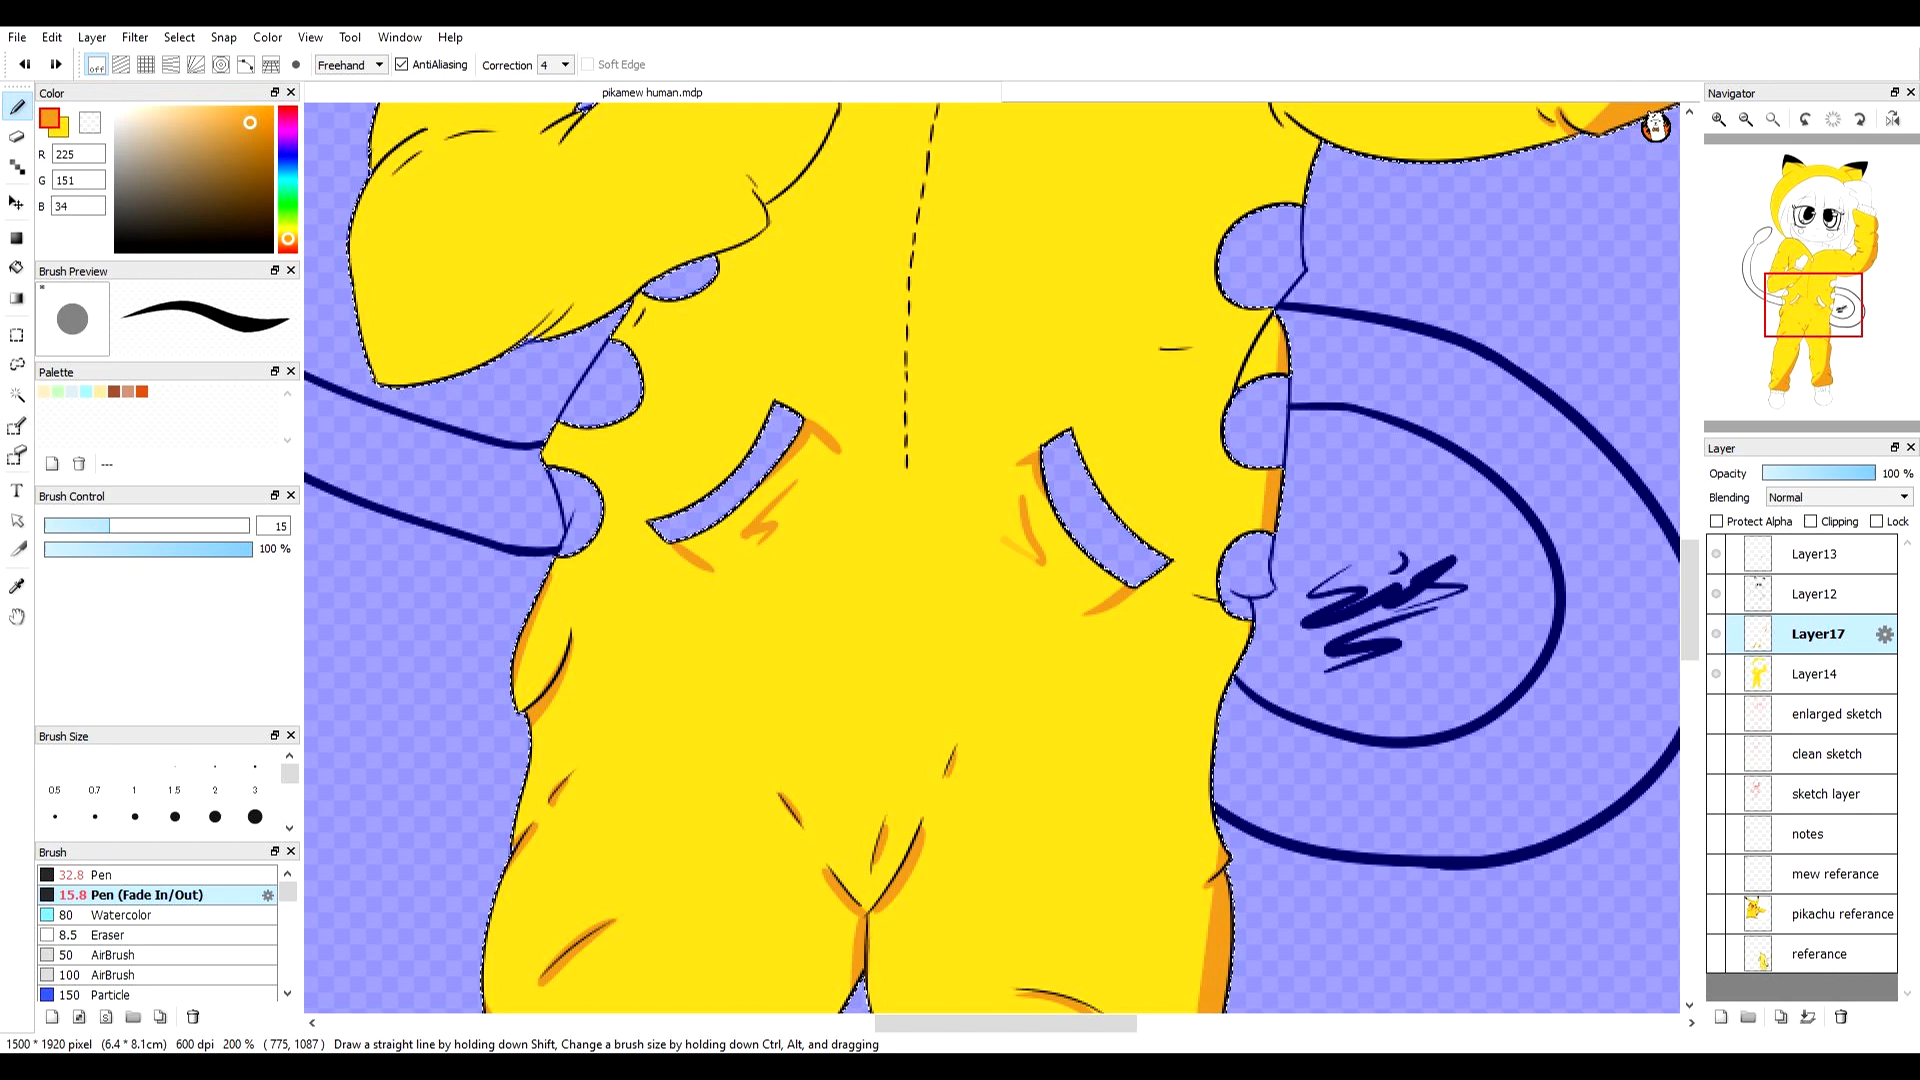 File Edit Layer Filter Select Snap Color View Tool Window Help
off Freehand AntiAliasing Correction 4 Soft Edge
Color
pikamew human.mdp
Navigator
R 225
G 151
B 34
Brush Preview
Palette
---
Brush Control
15
100 %
Brush Size
0.5 0.7 1 1.5 2 3
Brush
32.8 Pen
15.8 Pen (Fade In/Out)
80 Watercolor
8.5 Eraser
50 AirBrush
100 AirBrush
150 Particle
Layer
Opacity 100 %
Blending Normal
Protect Alpha Clipping Lock
Layer13
Layer12
Layer17
Layer14
enlarged sketch
clean sketch
sketch layer
notes
mew referance
pikachu referance
referance
1500 * 1920 pixel (6.4 * 8.1cm) 600 dpi 200 % ( 775, 1087 ) Draw a straight line by holding down Shift, Change a brush size by holding down Ctrl, Alt, and dragging